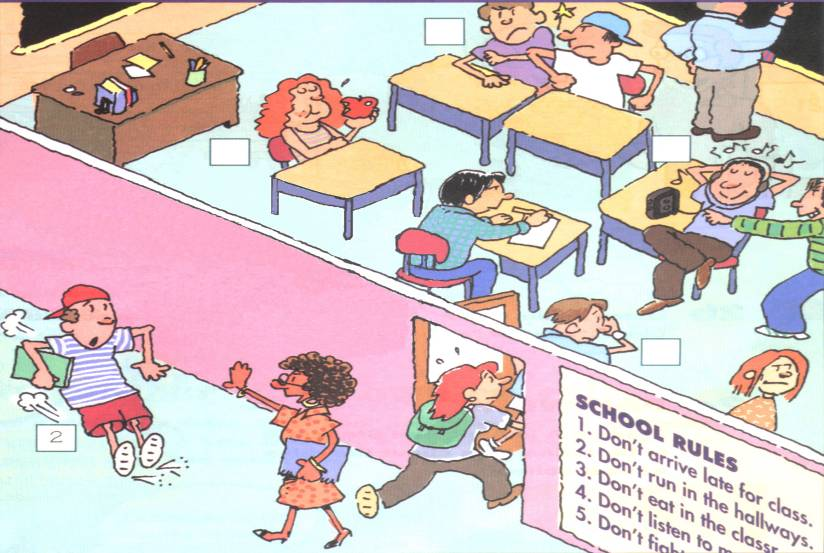 2
SCHOOL RULES
1. Don't arrive late for class.
2. Don't run in the hallways.
3. Don't eat in the
4. Don't listen to
5. Don't